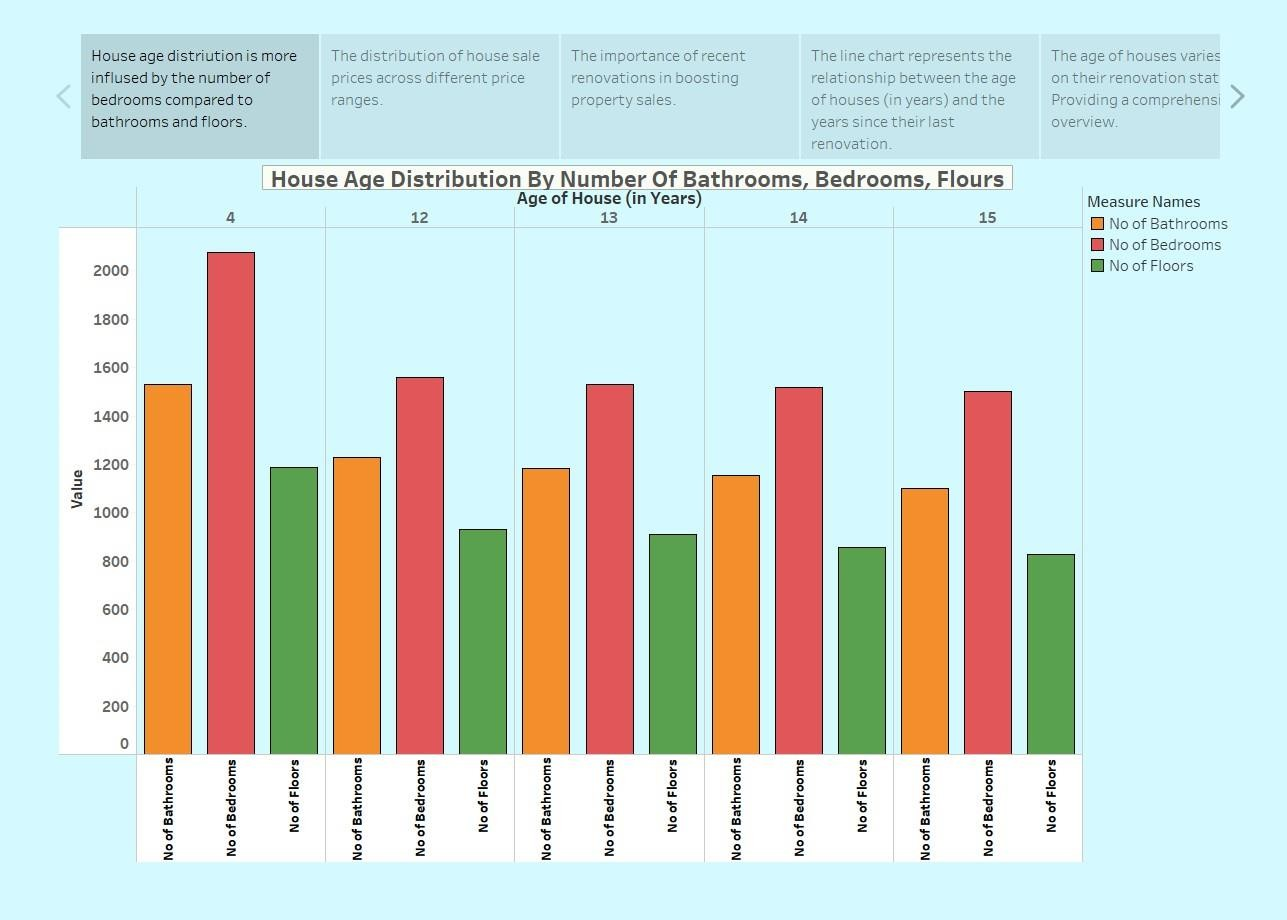 House age distriution is more
inflused by the number of
bedrooms compared to
bathrooms and floors.
The distribution of house sale
prices across different price
ranges.
The importance of recent
renovations in boosting
property sales.
The line chart represents the
relationship between the age
of houses (in years) and the
years since their last
renovation.
The age of houses varies
on their renovation stat
Providing a comprehensi
overview.
House Age Distribution By Number Of Bathrooms, Bedrooms, Flours
Age of House (in Years)
4 12 13 14 15
Measure Names
No of Bathrooms
No of Bedrooms
No of Floors
Value
2000
1800
1600
1400
1200
1000
800
600
400
200
0
No of Bathrooms
No of Bedrooms
No of Floors
No of Bathrooms
No of Bedrooms
No of Floors
No of Bathrooms
No of Bedrooms
No of Floors
No of Bathrooms
No of Bedrooms
No of Floors
No of Bathrooms
No of Bedrooms
No of Floors